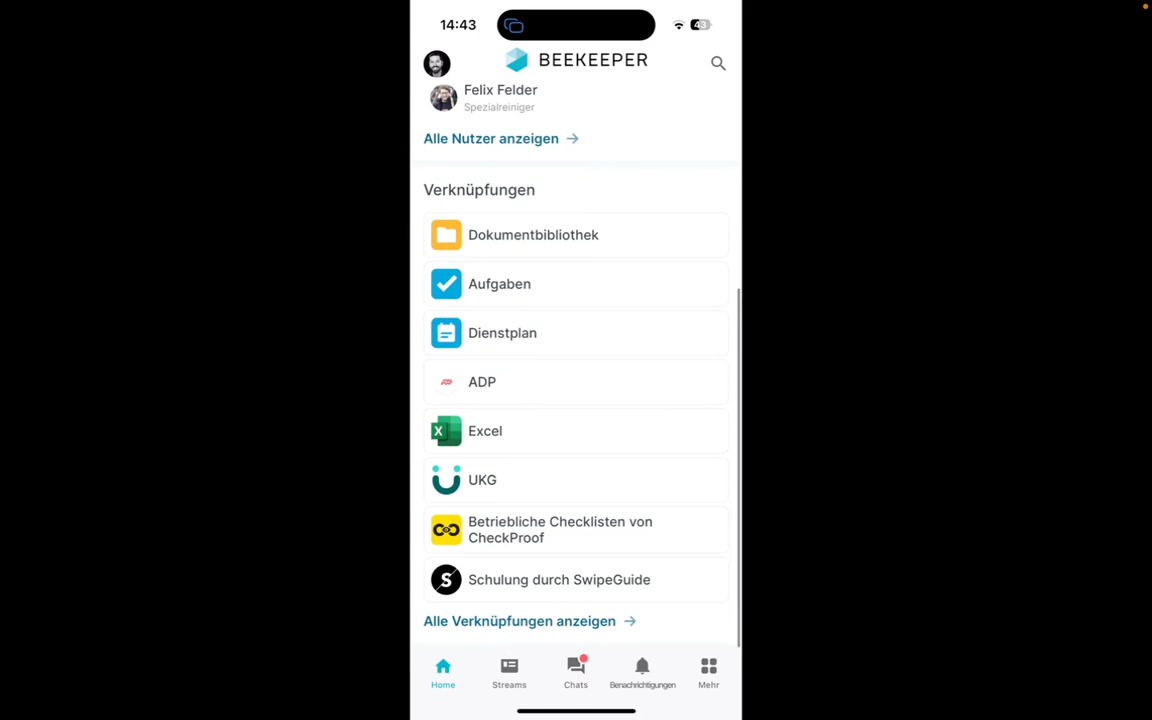 14:43
43
BEEKEEPER
Felix Felder
Spezialreiniger
Alle Nutzer anzeigen →
Verknüpfungen
Dokumentbibliothek
Aufgaben
Dienstplan
ADP
Excel
UKG
Betriebliche Checklisten von
CheckProof
Schulung durch SwipeGuide
Alle Verknüpfungen anzeigen →
Home Streams Chats Benachrichtigungen Mehr